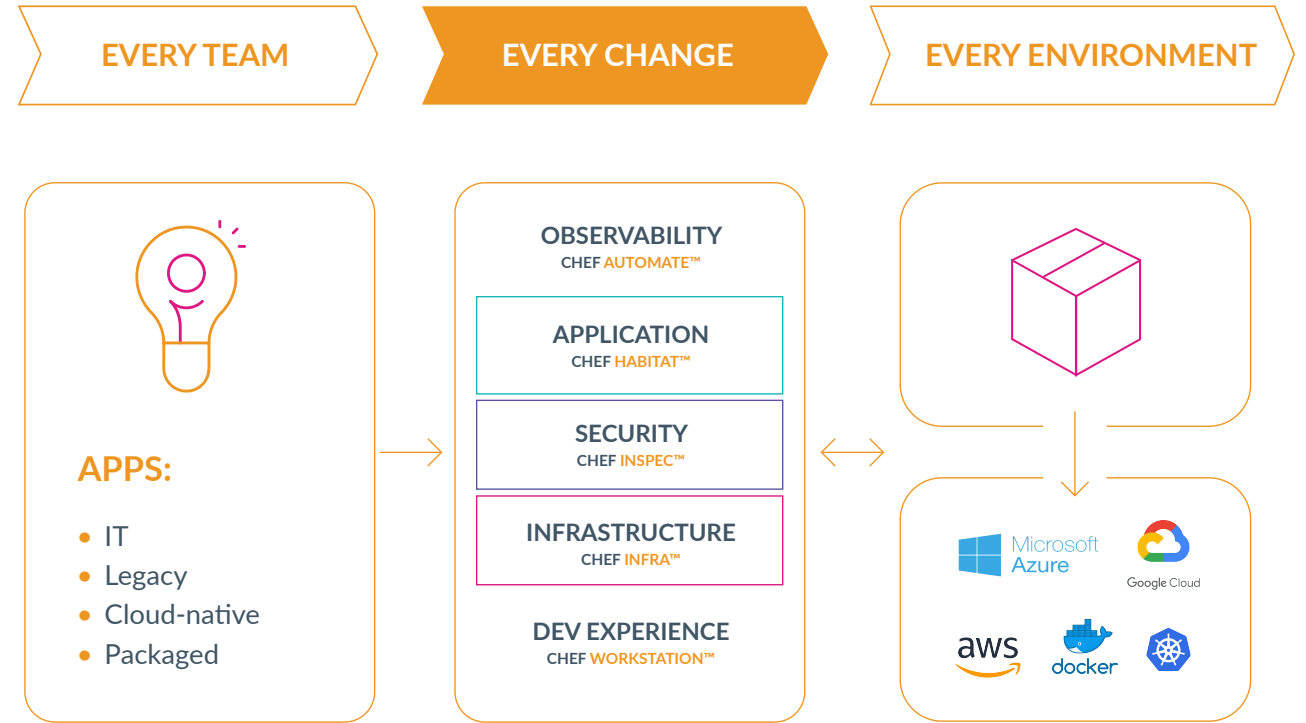 EVERY TEAM
EVERY CHANGE
EVERY ENVIRONMENT
APPS:
• IT
• Legacy
• Cloud-native
• Packaged
OBSERVABILITY
CHEF AUTOMATE™
APPLICATION
CHEF HABITAT™
SECURITY
CHEF INSPEC™
INFRASTRUCTURE
CHEF INFRA™
DEV EXPERIENCE
CHEF WORKSTATION™
Microsoft
Azure
Google Cloud
aws
docker